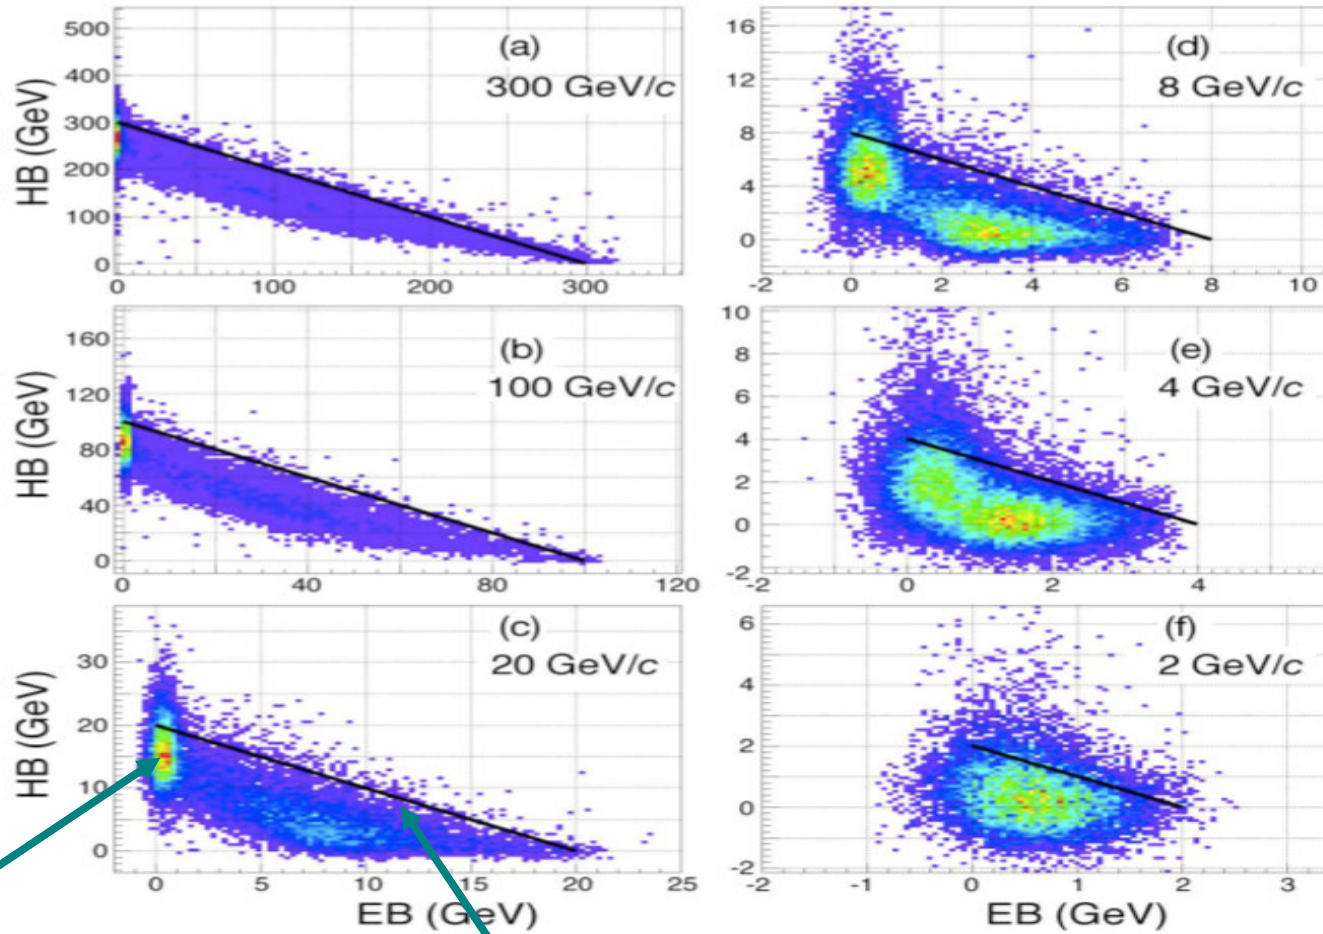 (a)
300 GeV/c
HB (GeV)
500
400
300
200
100
0
0 100 200 300
(d)
8 GeV/c
16
12
8
4
0
-2 0 2 4 6 8 10
(b)
100 GeV/c
HB (GeV)
160
120
80
40
0
0 40 80 120
(e)
4 GeV/c
10
8
6
4
2
0
-2
-2 0 2 4
(c)
20 GeV/c
HB (GeV)
30
20
10
0
0 5 10 15 20 25
EB (GeV)
(f)
2 GeV/c
6
4
2
0
-2
-2 -1 0 1 2 3
EB (GeV)